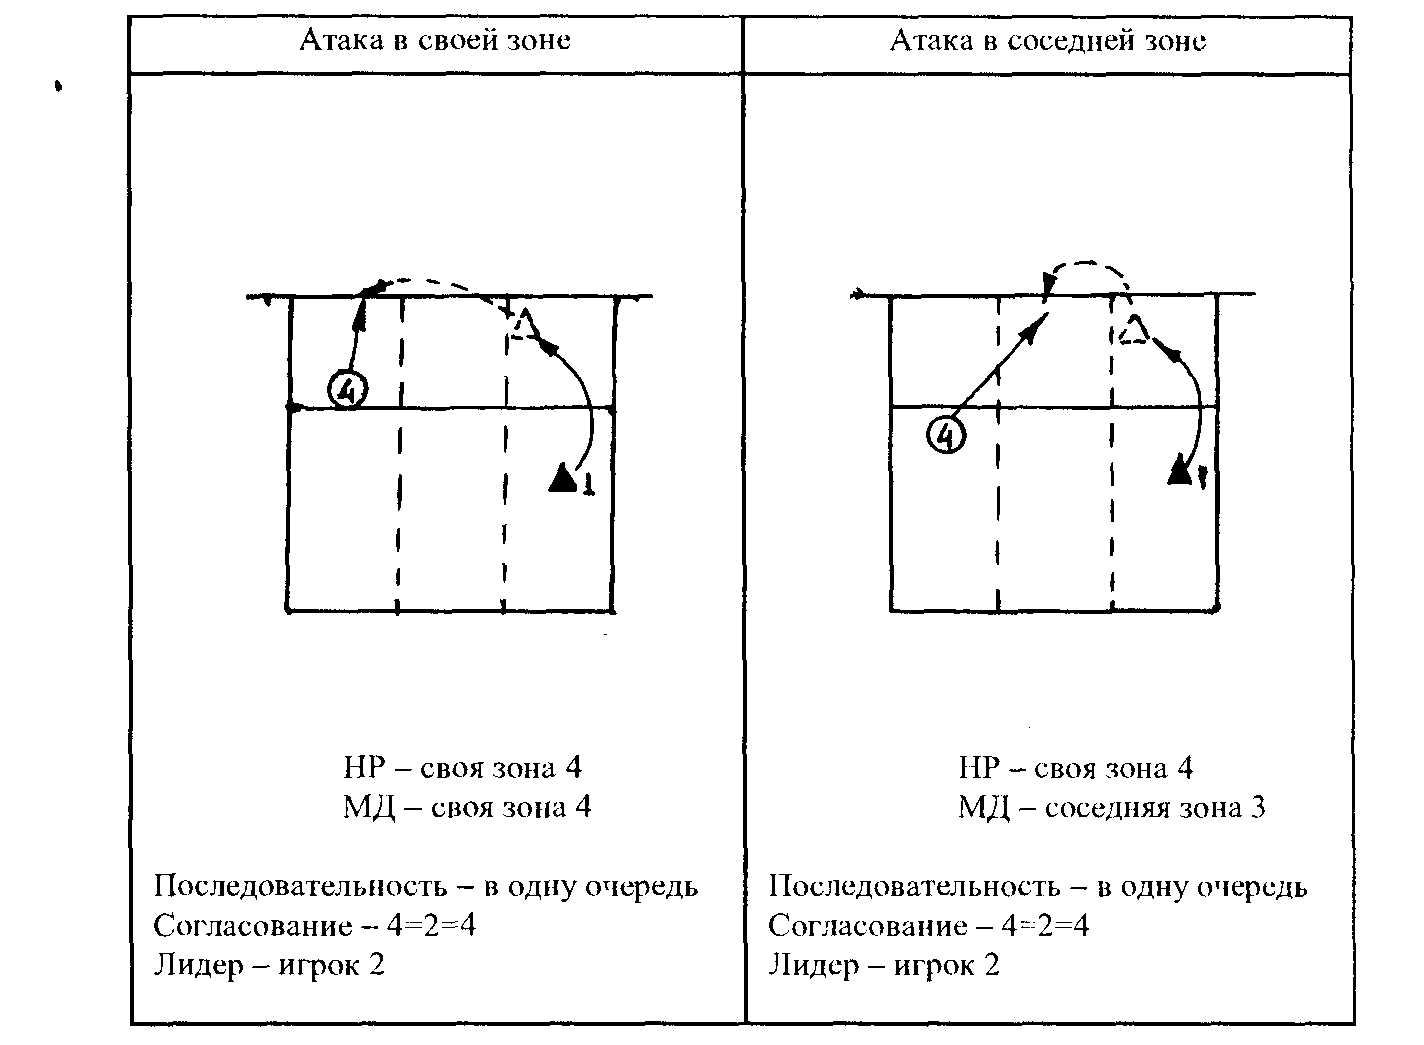 Атака в своей зоне
4
1
НР – своя зона 4
МД – своя зона 4
Последовательность – в одну очередь
Согласование – 4=2=4
Лидер – игрок 2
Атака в соседней зоне
4
НР – своя зона 4
МД – соседняя зона 3
Последовательность – в одну очередь
Согласование – 4=2=4
Лидер – игрок 2